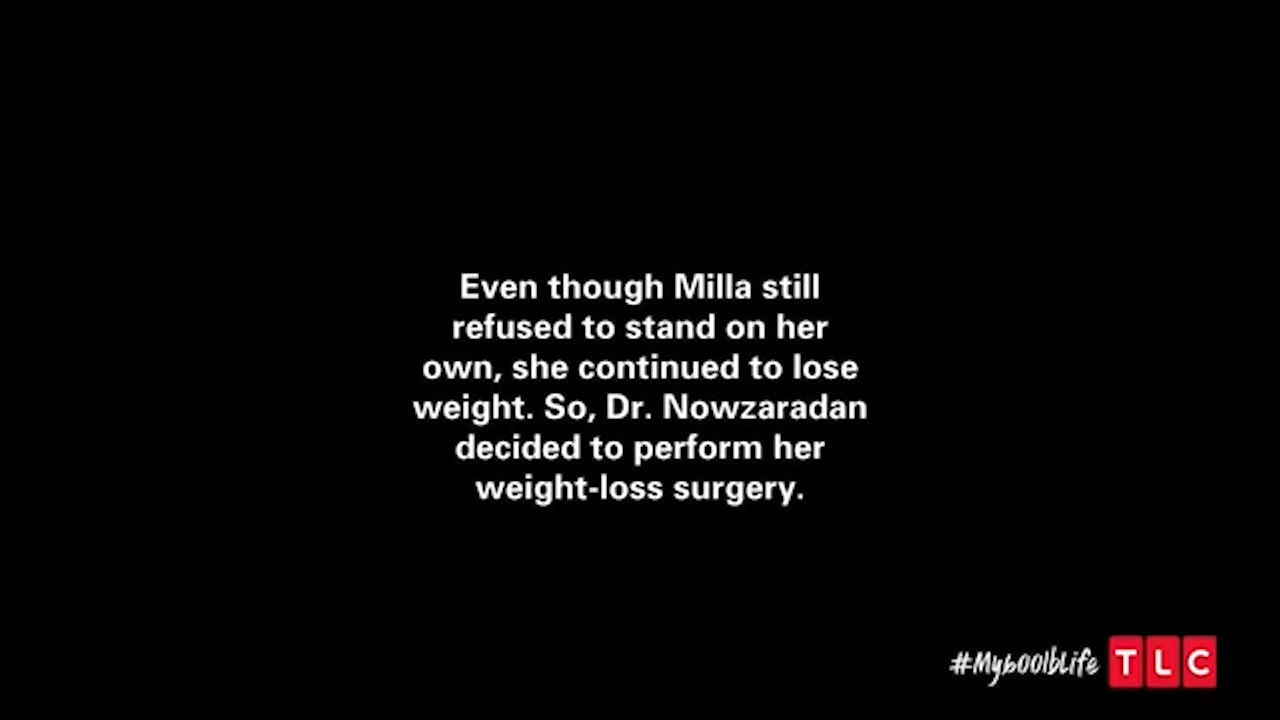 Even though Milla still
refused to stand on her
own, she continued to lose
weight. So, Dr. Nowzaradan
decided to perform her
weight-loss surgery.
#My600lbLife TLC